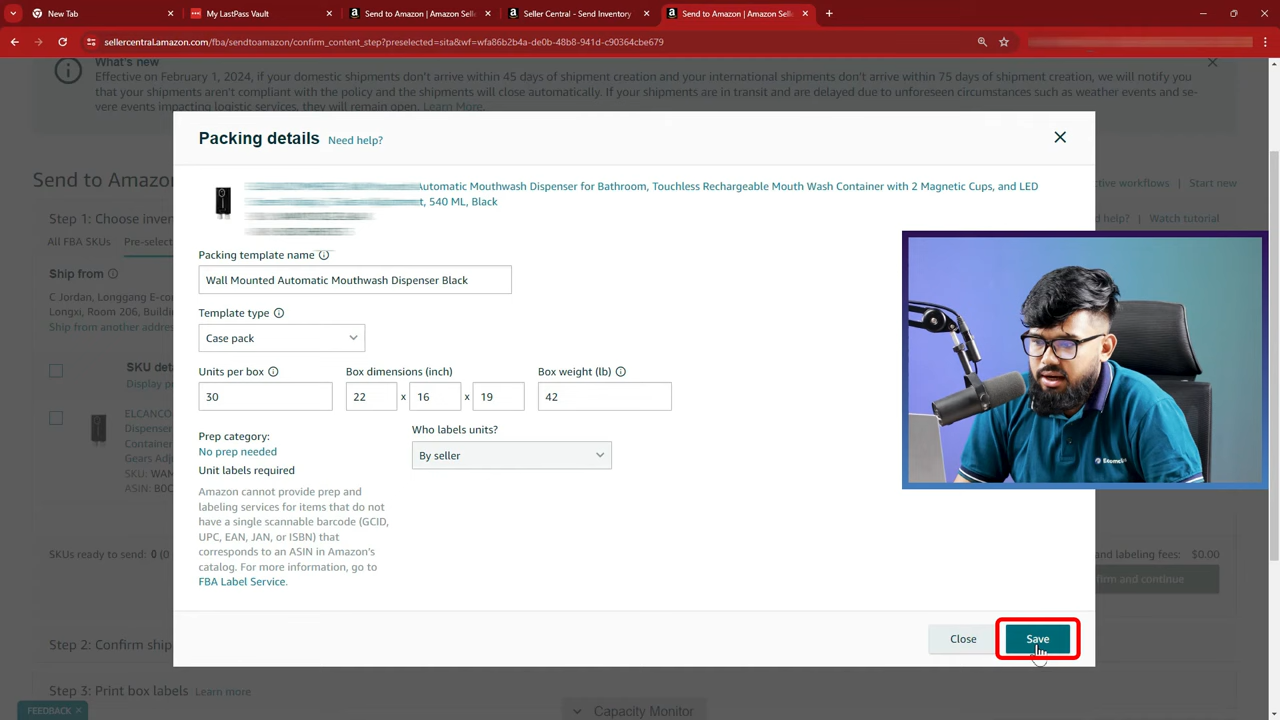 New Tab
My LastPass Vault
Send to Amazon | Amazon Sell
Seller Central - Send Inventory
Send to Amazon | Amazon Sell
sellercentral.amazon.com/fba/sendtoamazon/confirm_content_step?preselected=sita&wf=wfa86b2b4a-de0b-48b8-941d-c90364cbe679
What's new
Effective on February 1, 2024, if your domestic shipments don't arrive within 45 days of shipment creation and your international shipments don't arrive within 75 days of shipment creation, we will notify you
that your shipments aren't compliant with the policy and the shipments will close automatically. If your shipments are in transit and are delayed due to unforeseen circumstances such as weather events and se-
vere events impacting logistic services, they will remain open. Learn More.
Packing details Need help?
Automatic Mouthwash Dispenser for Bathroom, Touchless Rechargeable Mouth Wash Container with 2 Magnetic Cups, and LED
t, 540 ML, Black
Send to Amazon
tive workflows | Start new
Step 1: Choose inven
d help? | Watch tutorial
All FBA SKUs Pre-select
Packing template name
Wall Mounted Automatic Mouthwash Dispenser Black
Ship from
C Jordan, Longgang E-com
Longxi, Room 206, Buildin
Ship from another addres
Template type
Case pack
SKU deta
Display p
Units per box
Box dimensions (inch)
Box weight (lb)
30
22 x 16 x 19
42
ELCANCO
Dispenser
Container
Gears Adj
SKU: WAM
ASIN: B0C
Prep category:
No prep needed
Unit labels required
Who labels units?
By seller
Amazon cannot provide prep and
labeling services for items that do not
have a single scannable barcode (GCID,
UPC, EAN, JAN, or ISBN) that
corresponds to an ASIN in Amazon's
catalog. For more information, go to
FBA Label Service.
SKUs ready to send: 0 (0
and labeling fees: $0.00
firm and continue
Close
Save
Step 2: Confirm ship
Step 3: Print box labels Learn more
FEEDBACK
Capacity Monitor